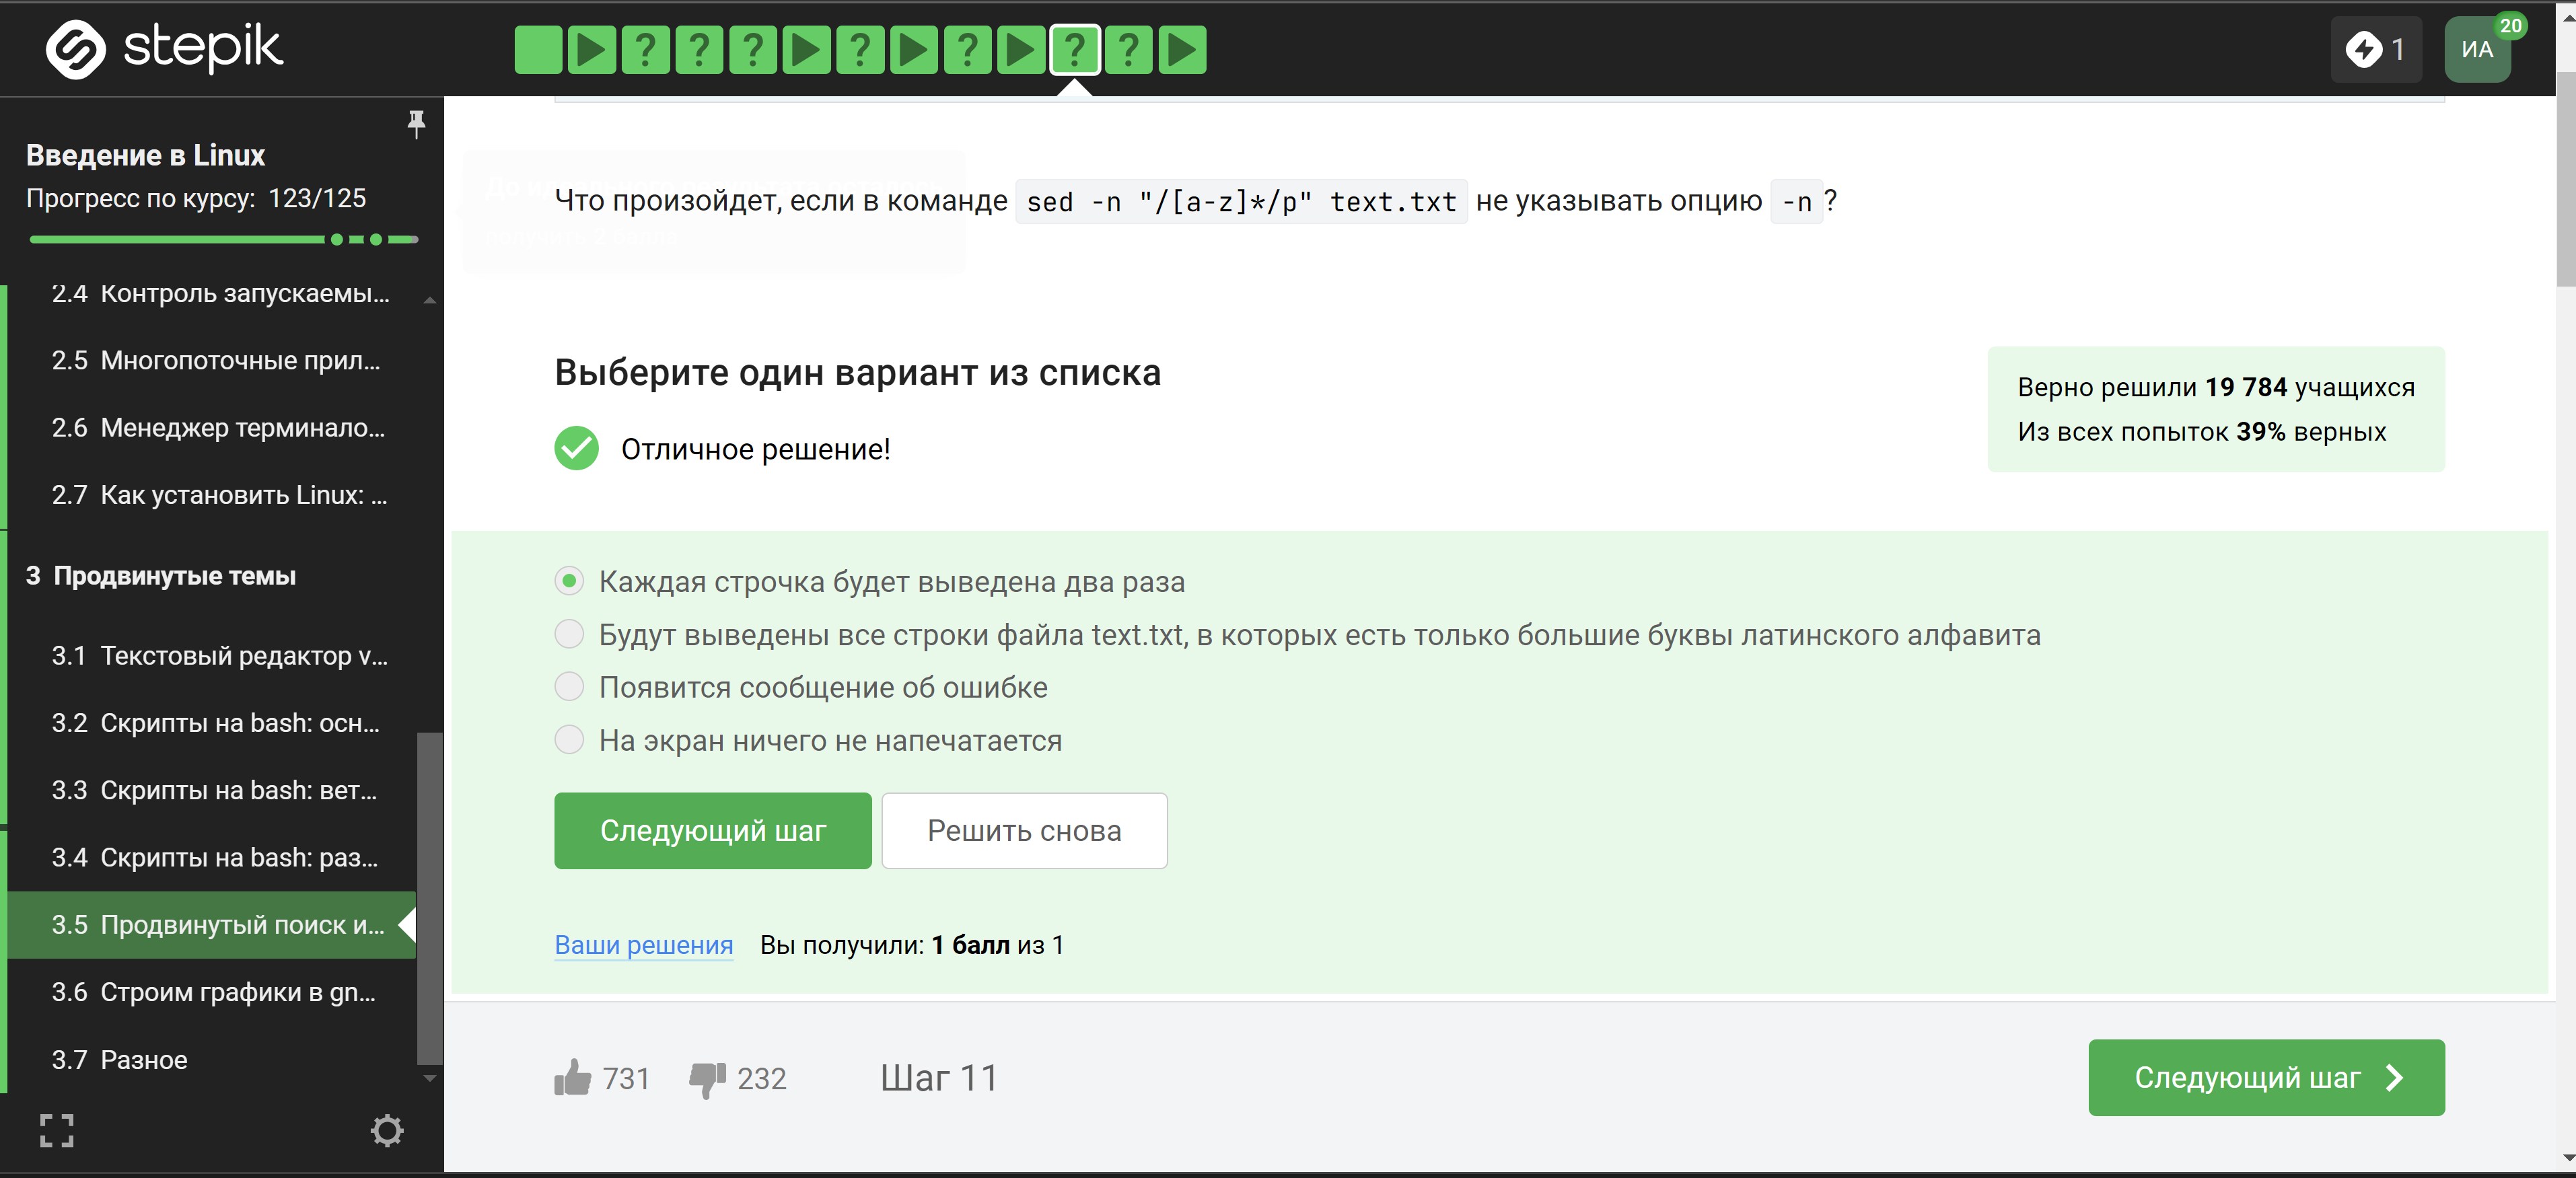 stepik
? ? ? ? ? ? ?
1
ИА
20
Введение в Linux
Прогресс по курсу: 123/125
2.4 Контроль запускаемы...
2.5 Многопоточные прил...
2.6 Менеджер терминало...
2.7 Как установить Linux: ...
3 Продвинутые темы
3.1 Текстовый редактор v...
3.2 Скрипты на bash: осн...
3.3 Скрипты на bash: вет...
3.4 Скрипты на bash: раз...
3.5 Продвинутый поиск и...
3.6 Строим графики в gn...
3.7 Разное
Что произойдет, если в команде sed -n "/[a-z]*/p" text.txt не указывать опцию -n?
Выберите один вариант из списка
Отличное решение!
Верно решили 19 784 учащихся
Из всех попыток 39% верных
Каждая строчка будет выведена два раза
Будут выведены все строки файла text.txt, в которых есть только большие буквы латинского алфавита
Появится сообщение об ошибке
На экран ничего не напечатается
Следующий шаг
Решить снова
Ваши решения Вы получили: 1 балл из 1
731 232 Шаг 11
Следующий шаг